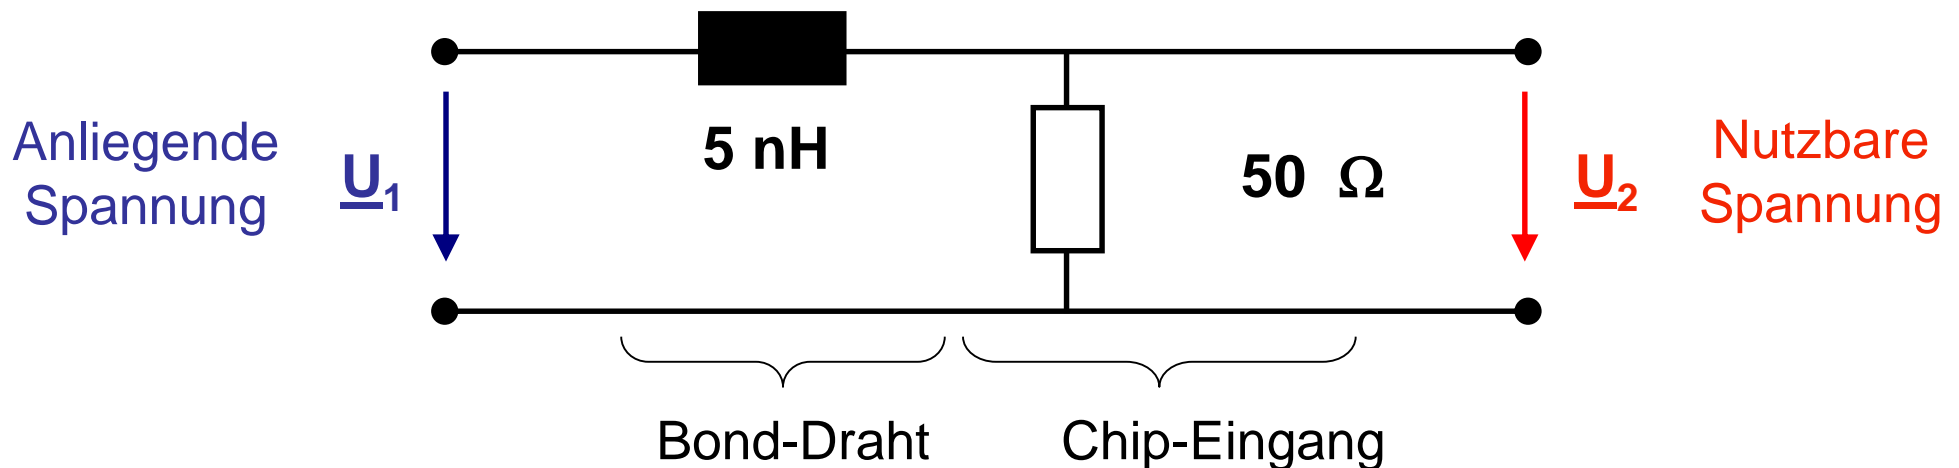 Anliegende
Spannung
U1
5 nH
50 Ω
U2
Nutzbare
Spannung
Bond-Draht
Chip-Eingang